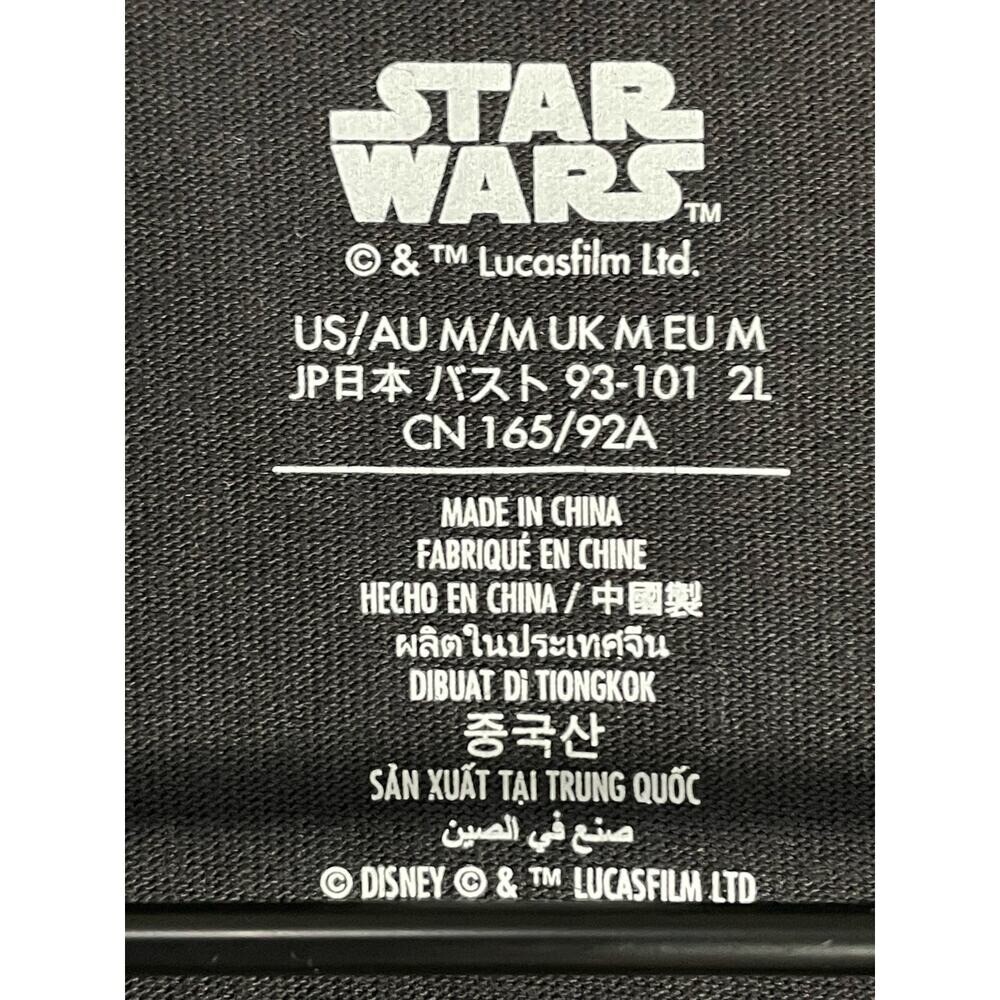 STAR
WARS™
© & ™ Lucasfilm Ltd.
US/AU M/M UK M EU M
JP日本 バスト 93-101 2L
CN 165/92A
MADE IN CHINA
FABRIQUÉ EN CHINE
HECHO EN CHINA / 中國製
ผลิตในประเทศจีน
DIBUAT Di TIONGKOK
중국산
SẢN XUẤT TẠI TRUNG QUỐC
صنع في الصين
© DISNEY © & ™ LUCASFILM LTD